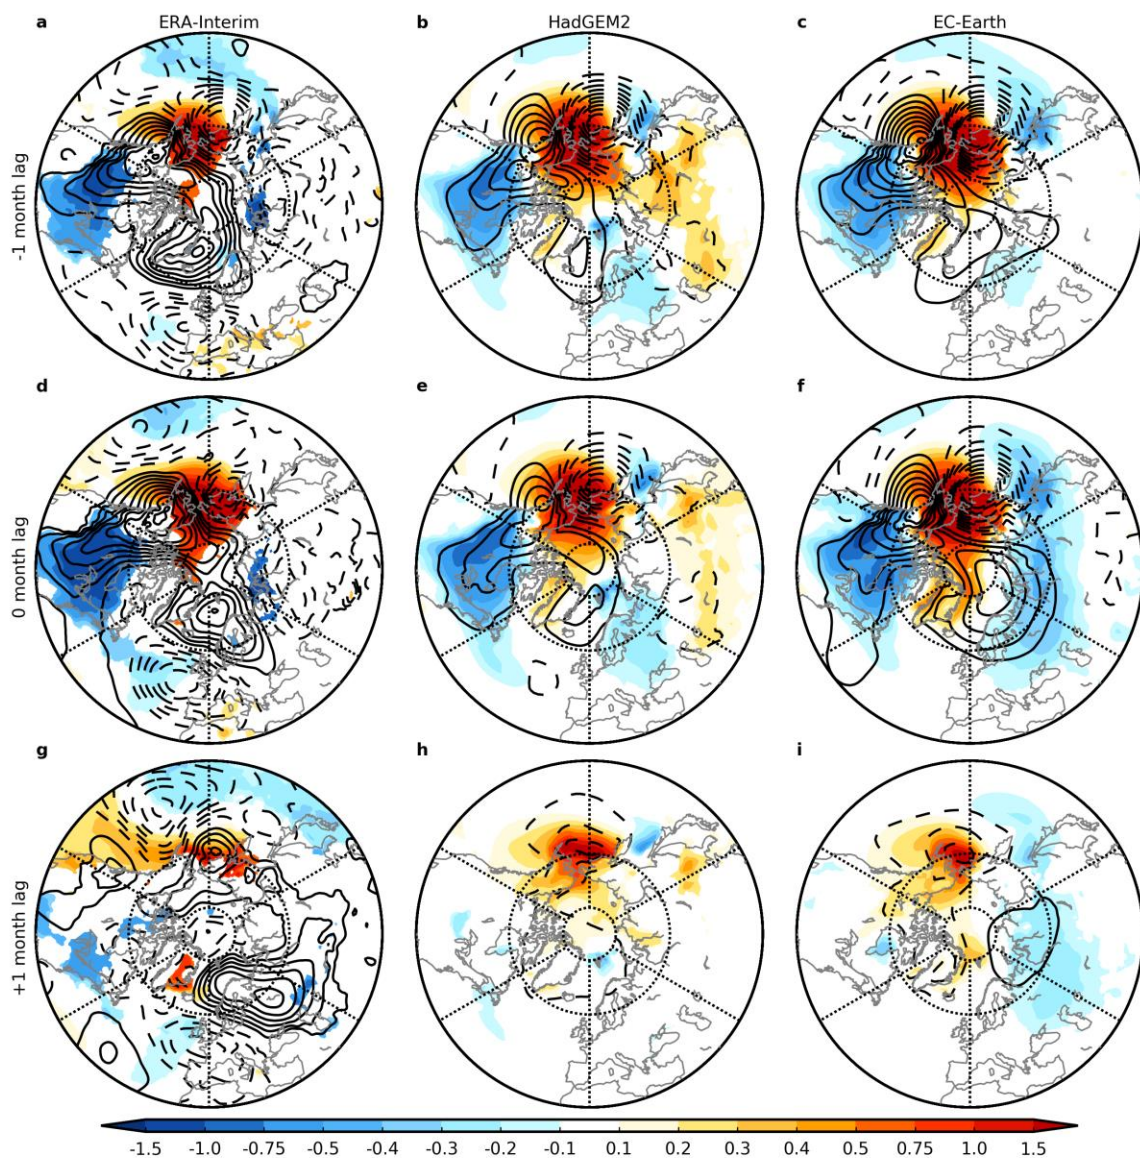 a ERA-Interim b HadGEM2 c EC-Earth
-1 month lag
d e f
0 month lag
g h i
+1 month lag
-1.5 -1.0 -0.75 -0.5 -0.4 -0.3 -0.2 -0.1 0.1 0.2 0.3 0.4 0.5 0.75 1.0 1.5